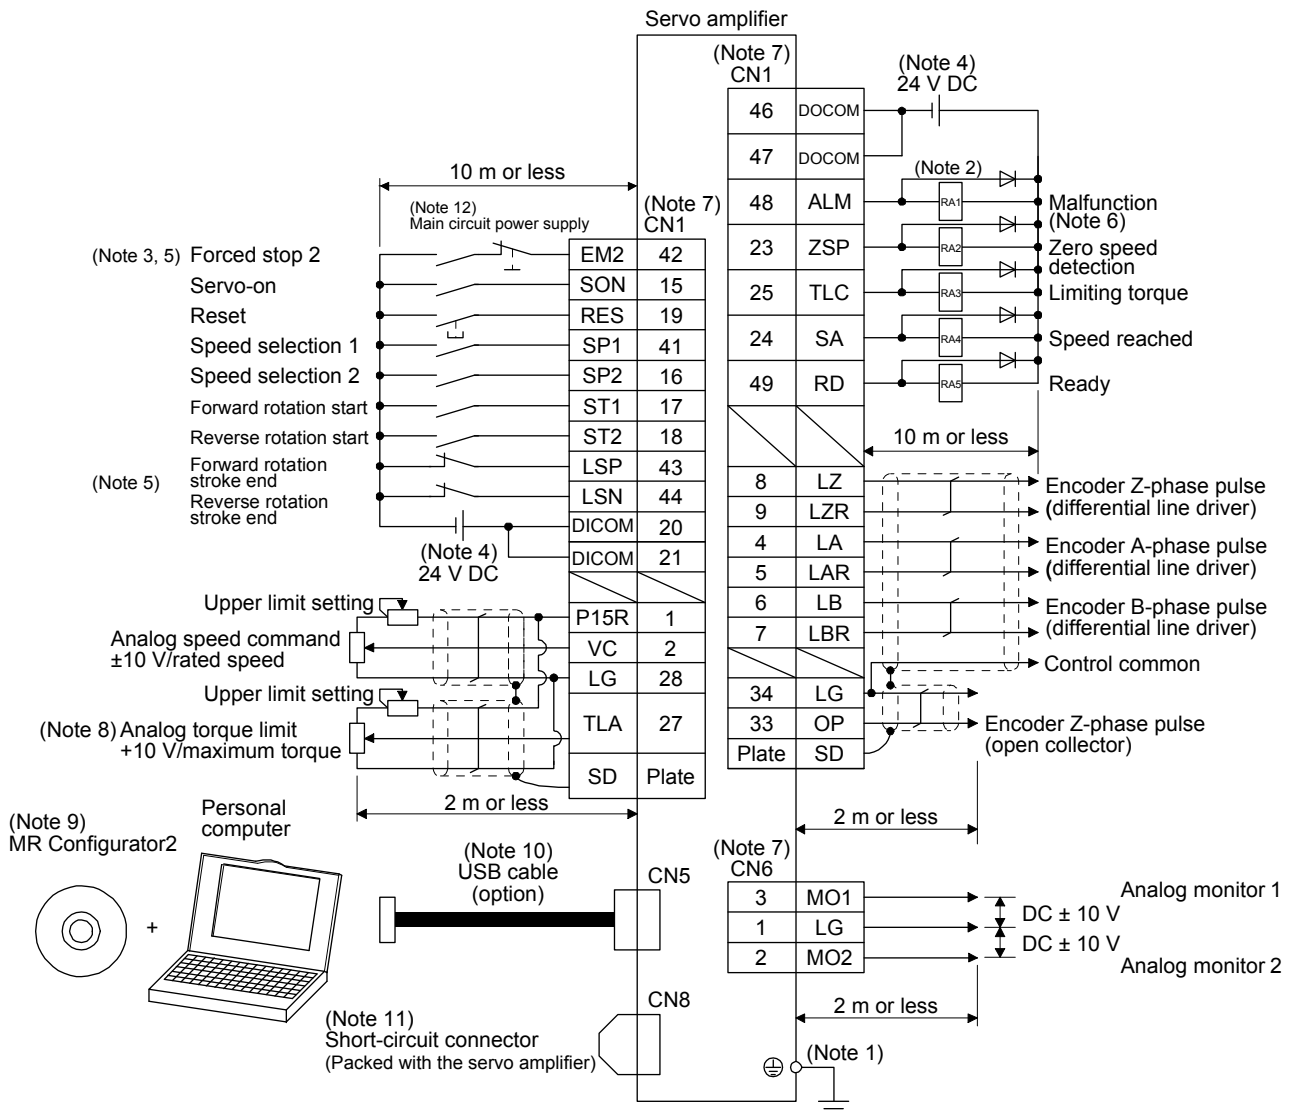 Servo amplifier
(Note 7)
CN1
(Note 4)
24 V DC
46 DOCOM
47 DOCOM
(Note 2)
48 ALM RA1 Malfunction
(Note 6)
23 ZSP RA2 Zero speed
detection
25 TLC RA3 Limiting torque
24 SA RA4 Speed reached
49 RD RA5 Ready
10 m or less
8 LZ Encoder Z-phase pulse
9 LZR (differential line driver)
4 LA Encoder A-phase pulse
5 LAR (differential line driver)
6 LB Encoder B-phase pulse
7 LBR (differential line driver)
Control common
34 LG
33 OP Encoder Z-phase pulse
(open collector)
Plate SD
2 m or less
10 m or less
(Note 12)
Main circuit power supply
(Note 7)
CN1
(Note 3, 5) Forced stop 2 EM2 42
Servo-on SON 15
Reset RES 19
Speed selection 1 SP1 41
Speed selection 2 SP2 16
Forward rotation start ST1 17
Reverse rotation start ST2 18
Forward rotation
stroke end LSP 43
(Note 5)
Reverse rotation
stroke end LSN 44
DICOM 20
(Note 4)
24 V DC
DICOM 21
Upper limit setting P15R 1
Analog speed command
±10 V/rated speed VC 2
LG 28
Upper limit setting
(Note 8) Analog torque limit
+10 V/maximum torque TLA 27
SD Plate
2 m or less
(Note 9)
MR Configurator2
+
Personal
computer
(Note 10)
USB cable
(option)
CN5
(Note 7)
CN6
3 MO1 Analog monitor 1
DC ± 10 V
1 LG
DC ± 10 V
2 MO2 Analog monitor 2
2 m or less
CN8
(Note 11)
Short-circuit connector
(Packed with the servo amplifier)
(Note 1)